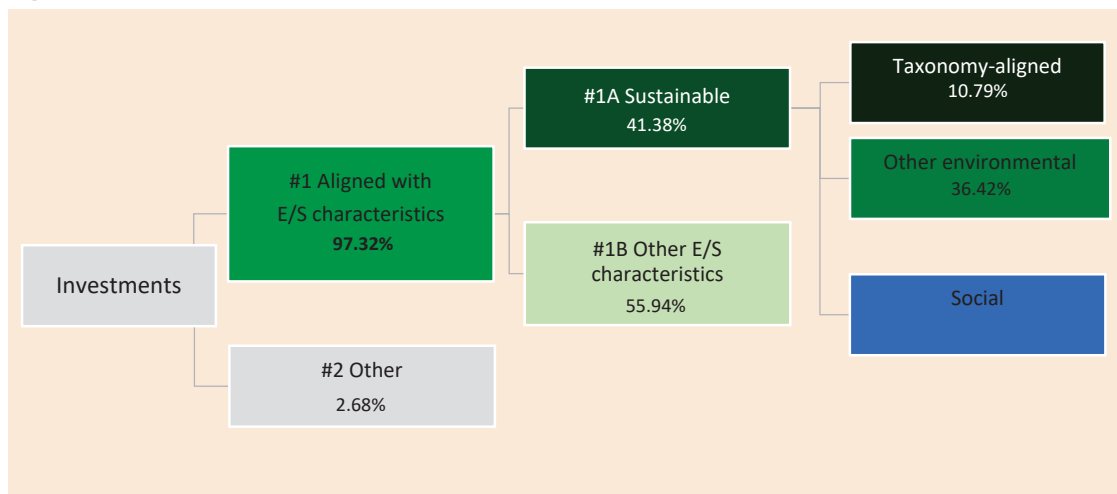 Investments
#1 Aligned with
E/S characteristics
97.32%
#2 Other
2.68%
#1A Sustainable
41.38%
#1B Other E/S
characteristics
55.94%
Taxonomy-aligned
10.79%
Other environmental
36.42%
Social